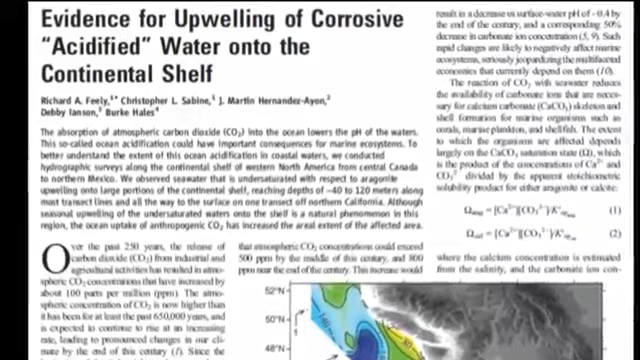 Evidence for Upwelling of Corrosive
“Acidified” Water onto the
Continental Shelf
Richard A. Feely,¹* Christopher L. Sabine,¹ J. Martin Hernandez-Ayon,²
Debby Ianson,³ Burke Hales⁴
The absorption of atmospheric carbon dioxide (CO₂) into the ocean lowers the pH of the waters.
This so-called ocean acidification could have important consequences for marine ecosystems. To
better understand the extent of this ocean acidification in coastal waters, we conducted
hydrographic surveys along the continental shelf of western North America from central Canada
to northern Mexico. We observed seawater that is undersaturated with respect to aragonite
upwelling onto large portions of the continental shelf, reaching depths of ~40 to 120 meters along
most transect lines and all the way to the surface on one transect off northern California. Although
seasonal upwelling of the undersaturated waters onto the shelf is a natural phenomenon in this
region, the ocean uptake of anthropogenic CO₂ has increased the areal extent of the affected area.
Over the past 250 years, the release of
carbon dioxide (CO₂) from industrial and
agricultural activities has resulted in atmo-
spheric CO₂ concentrations that have increased by
about 100 parts per million (ppm). The atmo-
spheric concentration of CO₂ is now higher than
it has been for at least the past 650,000 years, and
is expected to continue to rise at an increasing
rate, leading to pronounced changes in our cli-
mate by the end of this century (1). Since the
that atmospheric CO₂ concentrations could exceed
500 ppm by the middle of this century, and 800
ppm near the end of the century. This increase would
52°N
50°N
48°N
result in a decrease in surface-water pH of ~0.4 by
the end of the century, and a corresponding 50%
decrease in carbonate ion concentration (5, 9). Such
rapid changes are likely to negatively affect marine
ecosystems, seriously jeopardizing the multifaceted
economies that currently depend on them (10).
The reaction of CO₂ with seawater reduces
the availability of carbonate ions that are neces-
sary for calcium carbonate (CaCO₃) skeleton and
shell formation for marine organisms such as
corals, marine plankton, and shellfish. The extent
to which the organisms are affected depends
largely on the CaCO₃ saturation state (Ω), which
is the product of the concentrations of Ca²⁺ and
CO₃²⁻ divided by the apparent stoichiometric
solubility product for either aragonite or calcite:
Ω_arag = [Ca²⁺][CO₃²⁻]/K'sp_arag (1)
Ω_cal = [Ca²⁺][CO₃²⁻]/K'sp_cal (2)
where the calcium concentration is estimated
from the salinity, and the carbonate ion con-